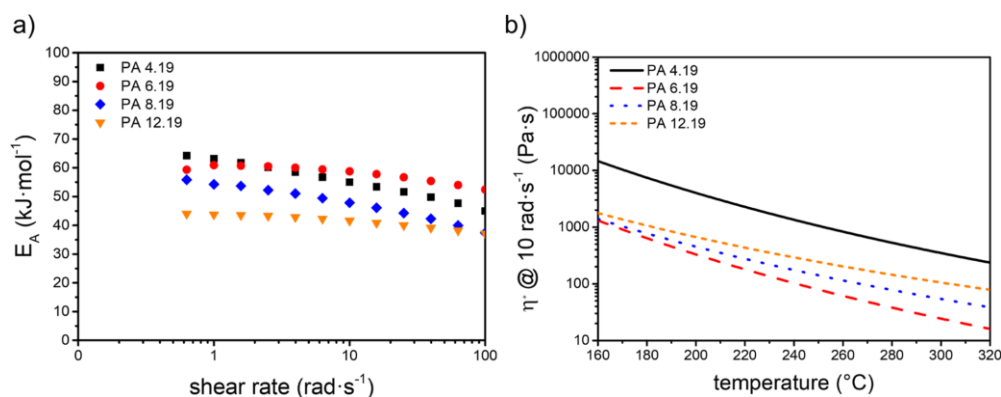 a)
100
90
80
70
60
50
40
30
20
10
0
E_A (kJ·mol⁻¹)
PA 4.19
PA 6.19
PA 8.19
PA 12.19
0 1 10 100
shear rate (rad·s⁻¹)
b)
1000000
100000
10000
1000
100
10
η* @ 10 rad·s⁻¹ (Pa·s)
PA 4.19
PA 6.19
PA 8.19
PA 12.19
160 180 200 220 240 260 280 300 320
temperature (°C)